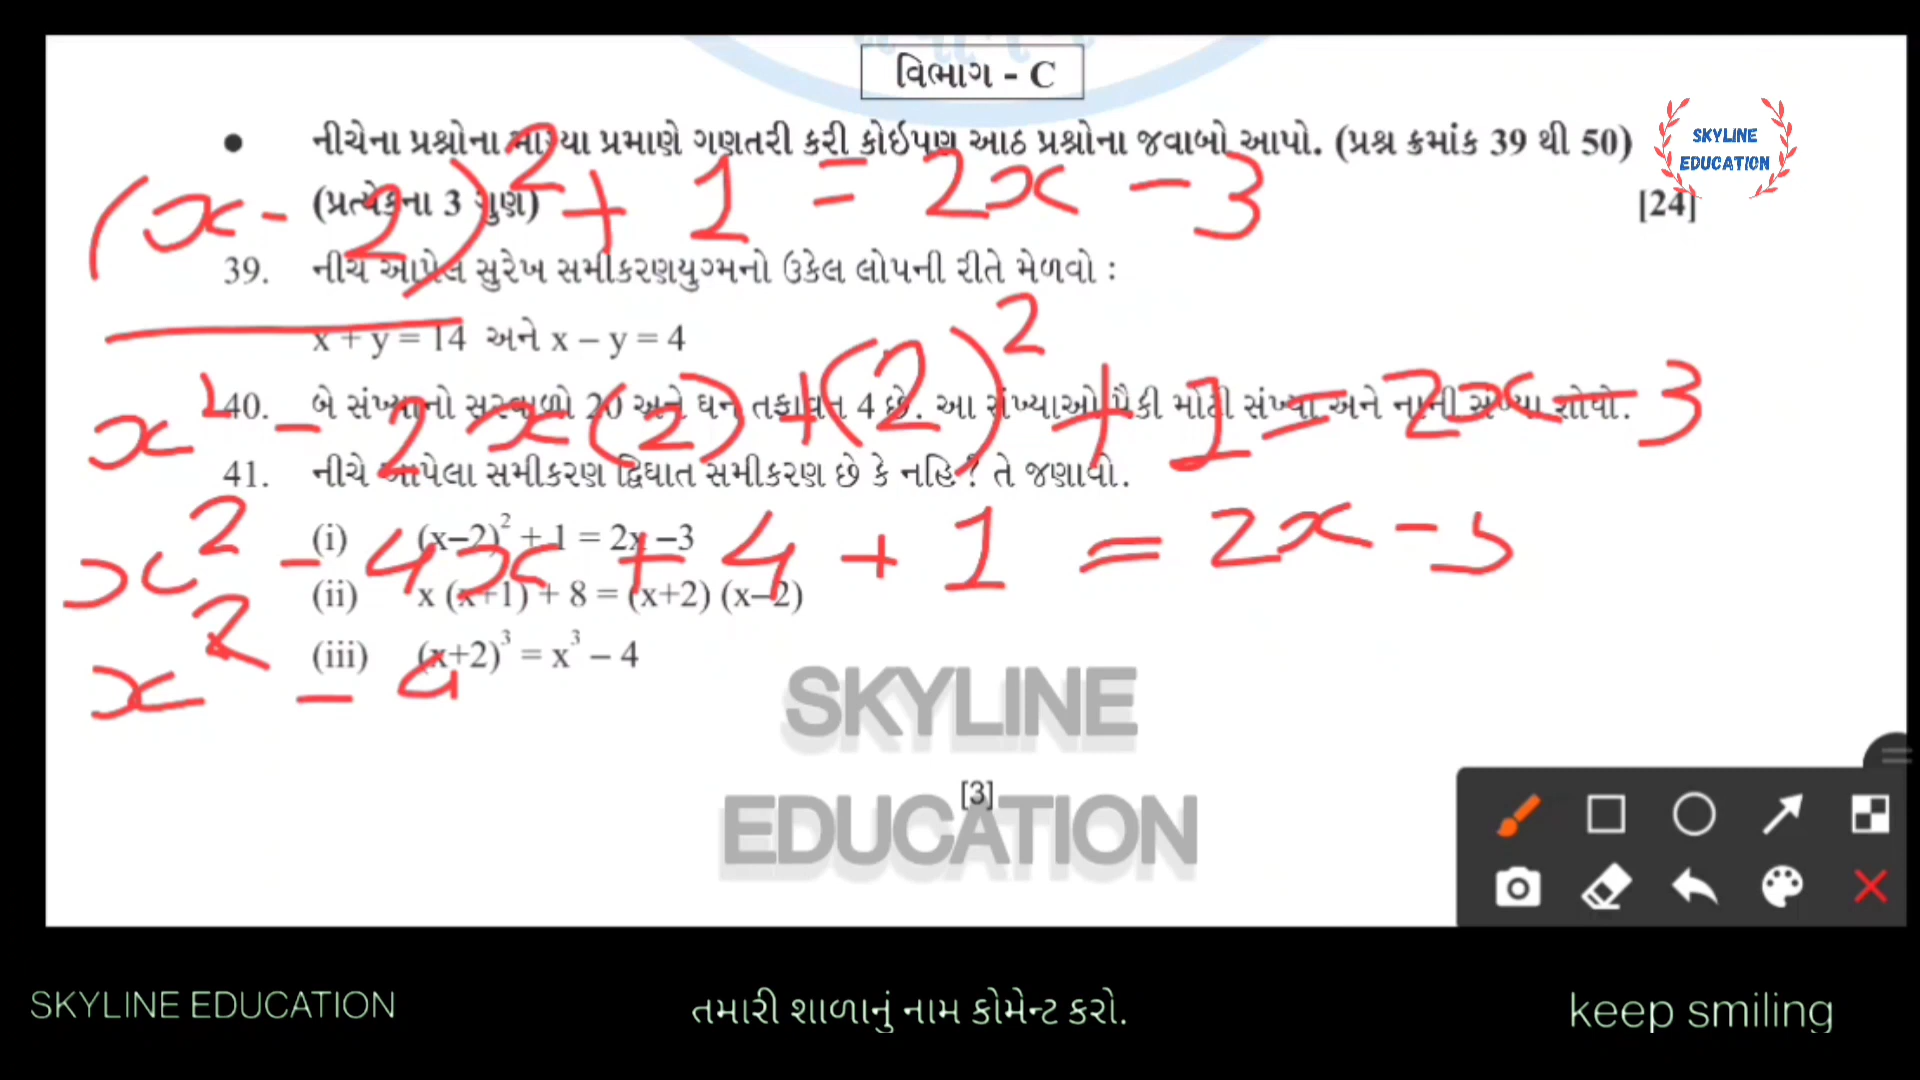 વિભાગ - C
• નીચેના પ્રશ્નોના માગ્યા પ્રમાણે ગણતરી કરી કોઈપણ આઠ પ્રશ્નોના જવાબો આપો. (પ્રશ્ન ક્રમાંક 39 થી 50)
SKYLINE
EDUCATION
(x-2)² + 1 = 2x - 3
(પ્રત્યેકના 3 ગુણ) [24]
39. નીચે આપેલ સુરેખ સમીકરણયુગ્મનો ઉકેલ લોપની રીતે મેળવો :
x + y = 14 અને x – y = 4
x² - 2x(2) + (2)² + 1 = 2x - 3
40. બે સંખ્યાનો સરવાળો 20 અને ધન તફાવત 4 છે. આ સંખ્યાઓ પૈકી મોટી સંખ્યા અને નાની સંખ્યા શોધો.
41. નીચે આપેલા સમીકરણ દ્વિઘાત સમીકરણ છે કે નહિ ? તે જણાવો.
(i) (x–2)² + 1 = 2x –3
x² - 4x + 4 + 1 = 2x - 3
(ii) x (x+1) + 8 = (x+2) (x–2)
(iii) (x+2)³ = x³ – 4
x² - 4
SKYLINE
[3]
EDUCATION
SKYLINE EDUCATION તમારી શાળાનું નામ કોમેન્ટ કરો. keep smiling